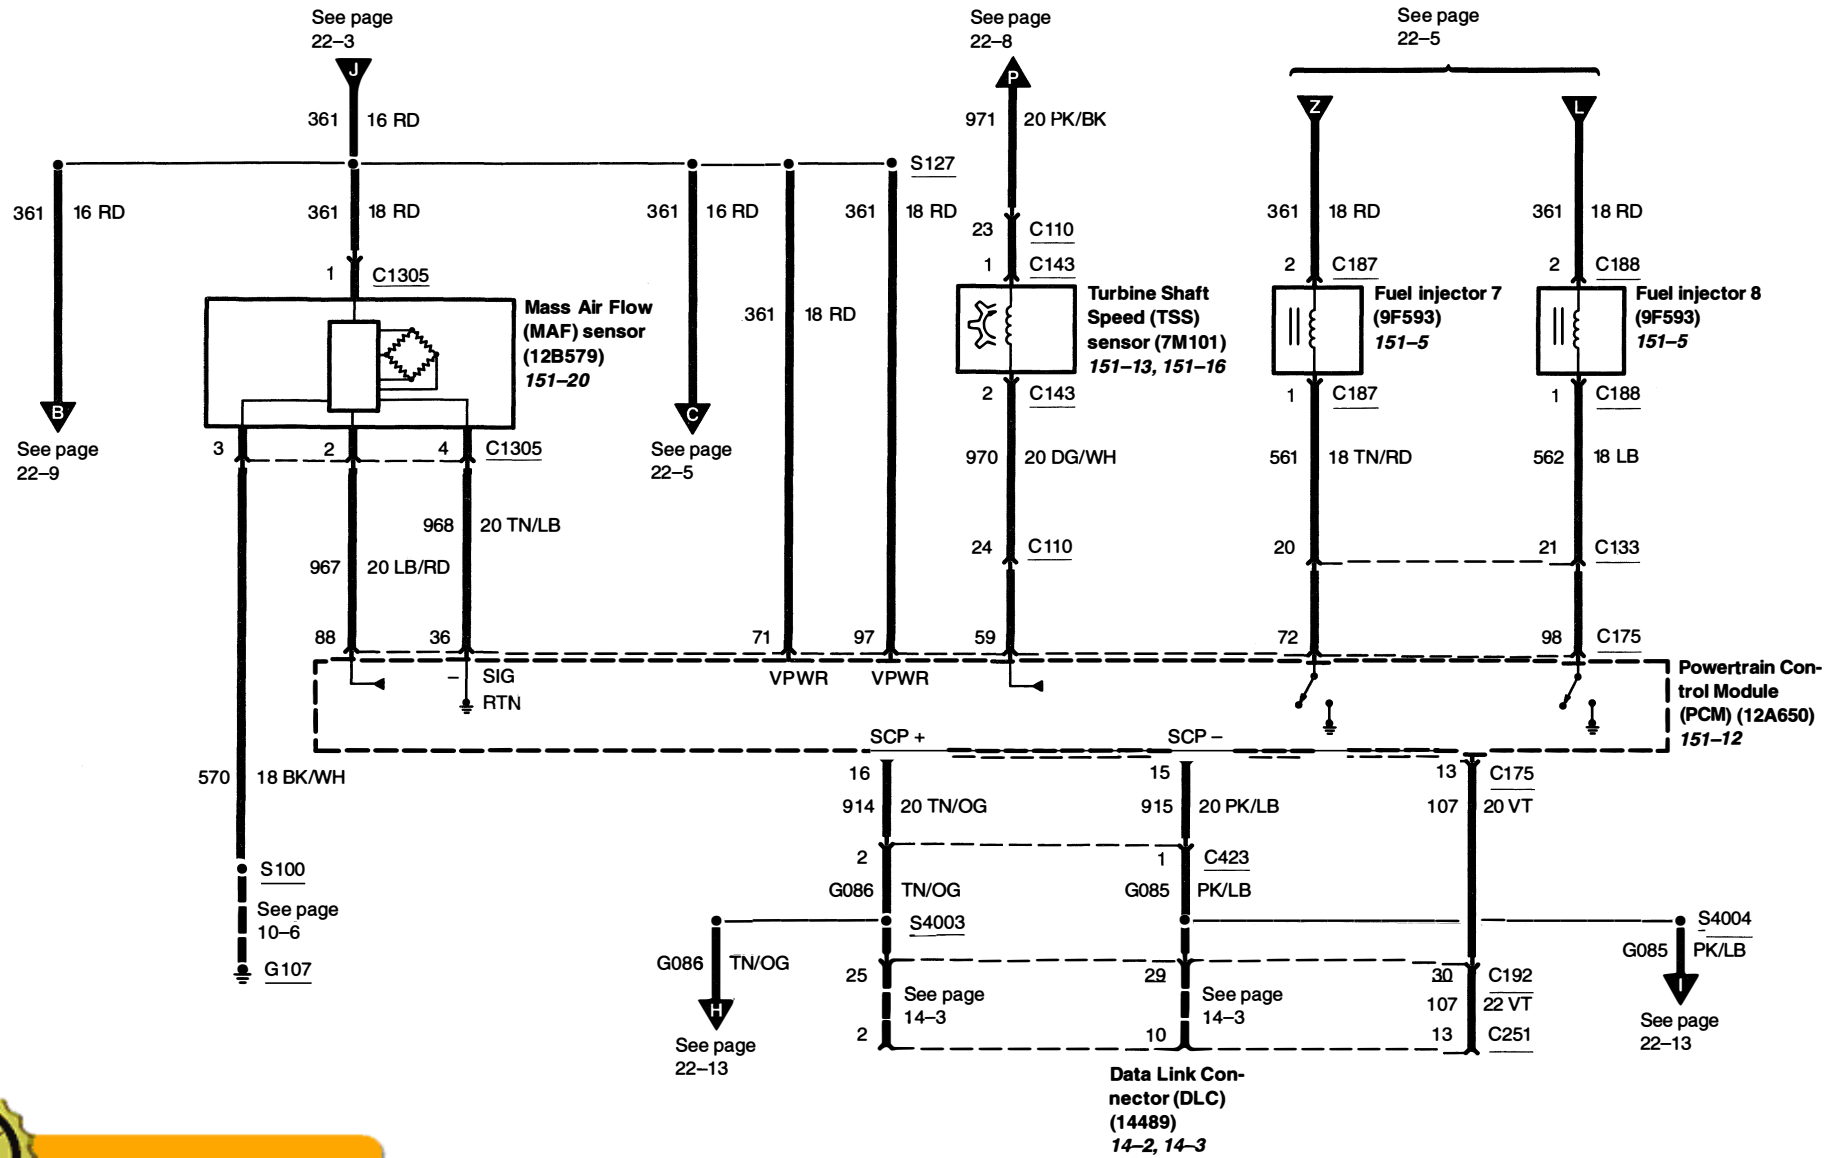 See page
22–3
J
361 16 RD
See page
22–8
P
971 20 PK/BK
See page
22–5
Z
L
S127
361 16 RD
361 18 RD
361 16 RD
361 18 RD
361 18 RD
361 18 RD
23 C110
1 C143
2 C187
2 C188
1 C1305
Mass Air Flow
(MAF) sensor
(12B579)
151–20
361 18 RD
Turbine Shaft
Speed (TSS)
sensor (7M101)
151–13, 151–16
Fuel injector 7
(9F593)
151–5
Fuel injector 8
(9F593)
151–5
B
See page
22–9
C
See page
22–5
2 C143
1 C187
1 C188
3 2 4 C1305
970 20 DG/WH
561 18 TN/RD
562 18 LB
968 20 TN/LB
967 20 LB/RD
24 C110
20 21 C133
88 36 71 97 59 72 98 C175
– SIG
RTN
VPWR VPWR
Powertrain Con-
trol Module
(PCM) (12A650)
151–12
SCP + SCP –
570 18 BK/WH
16 15 13 C175
914 20 TN/OG
915 20 PK/LB
107 20 VT
2 1 C423
S100
G086 TN/OG
G085 PK/LB
See page
10–6
G107
S4003
S4004
G086 TN/OG
G085 PK/LB
25 29 30 C192
See page
14–3
See page
14–3
107 22 VT
H
See page
22–13
I
See page
22–13
2 10 13 C251
Data Link Con-
nector (DLC)
(14489)
14–2, 14–3